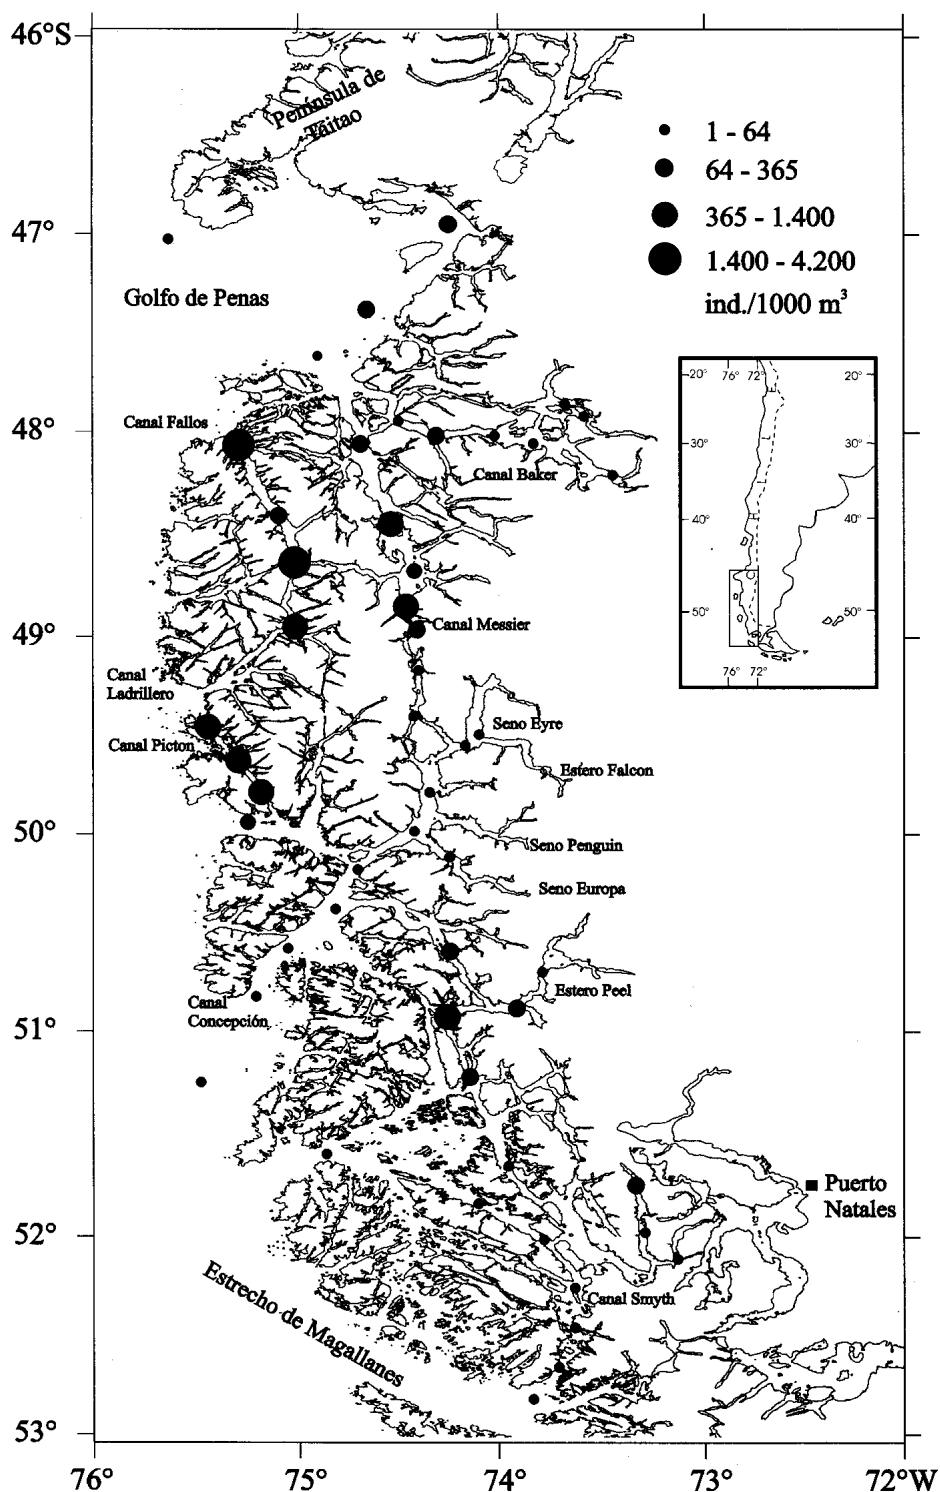 46°S
Península de
Taitao
1 - 64
64 - 365
365 - 1.400
1.400 - 4.200
ind./1000 m³
47°
Golfo de Penas
76° 72°
20° 20°
30° 30°
40° 40°
50° 50°
76° 72°
Canal Fallos
48°
Canal Baker
49°
Canal Messier
Canal
Ladrillero
Seno Eyre
Canal Picton
Estero Falcon
50°
Seno Penguin
Seno Europa
Estero Peel
Canal
Concepción
51°
Puerto
Natales
52°
Canal Smyth
Estrecho de Magallanes
53°
76° 75° 74° 73° 72°W